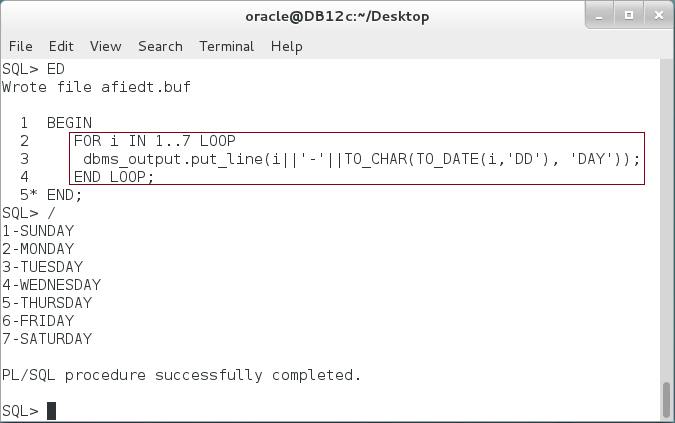 oracle@DB12c:~/Desktop
File Edit View Search Terminal Help
SQL> ED
Wrote file afiedt.buf
1 BEGIN
2 FOR i IN 1..7 LOOP
3 dbms_output.put_line(i||'-'||TO_CHAR(TO_DATE(i,'DD'), 'DAY'));
4 END LOOP;
5* END;
SQL> /
1-SUNDAY
2-MONDAY
3-TUESDAY
4-WEDNESDAY
5-THURSDAY
6-FRIDAY
7-SATURDAY
PL/SQL procedure successfully completed.
SQL>